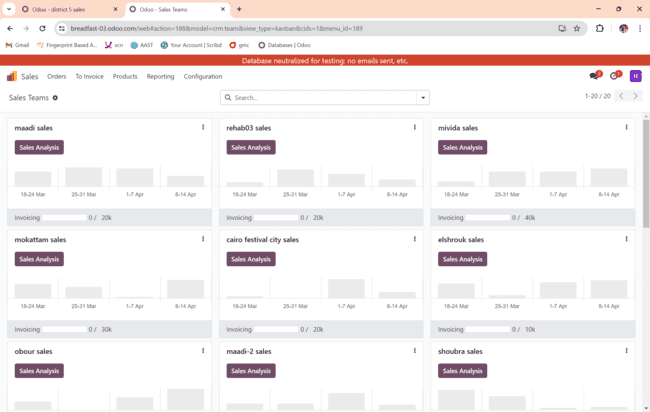 Odoo - district 5 sales
Odoo - Sales Teams
breadfast-03.odoo.com/web#action=188&model=crm.team&view_type=kanban&cids=1&menu_id=189
Gmail
Fingerprint Based A...
vcn
AAST
Your Account | Scribd
gmc
Databases | Odoo
Database neutralized for testing: no emails sent, etc.
Sales
Orders
To Invoice
Products
Reporting
Configuration
Sales Teams
Search...
1-20 / 20
maadi sales
Sales Analysis
18-24 Mar 25-31 Mar 1-7 Apr 8-14 Apr
Invoicing 0 / 20k
rehab03 sales
Sales Analysis
18-24 Mar 25-31 Mar 1-7 Apr 8-14 Apr
Invoicing 0 / 20k
mivida sales
Sales Analysis
18-24 Mar 25-31 Mar 1-7 Apr 8-14 Apr
Invoicing 0 / 40k
mokattam sales
Sales Analysis
18-24 Mar 25-31 Mar 1-7 Apr 8-14 Apr
Invoicing 0 / 30k
cairo festival city sales
Sales Analysis
18-24 Mar 25-31 Mar 1-7 Apr 8-14 Apr
Invoicing 0 / 20k
elshrouk sales
Sales Analysis
18-24 Mar 25-31 Mar 1-7 Apr 8-14 Apr
Invoicing 0 / 10k
obour sales
Sales Analysis
maadi-2 sales
Sales Analysis
shoubra sales
Sales Analysis